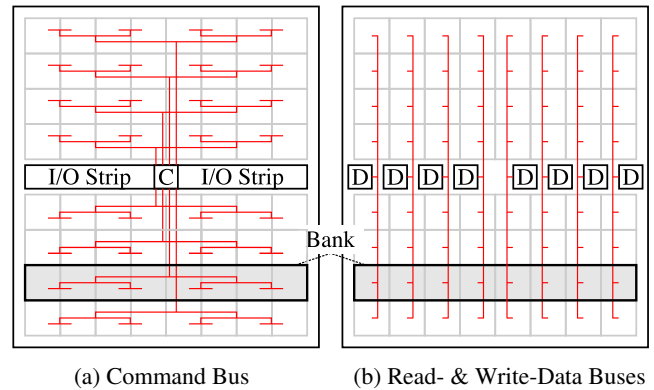 I/O Strip C I/O Strip
D D D D D D D D
Bank
(a) Command Bus
(b) Read- & Write-Data Buses